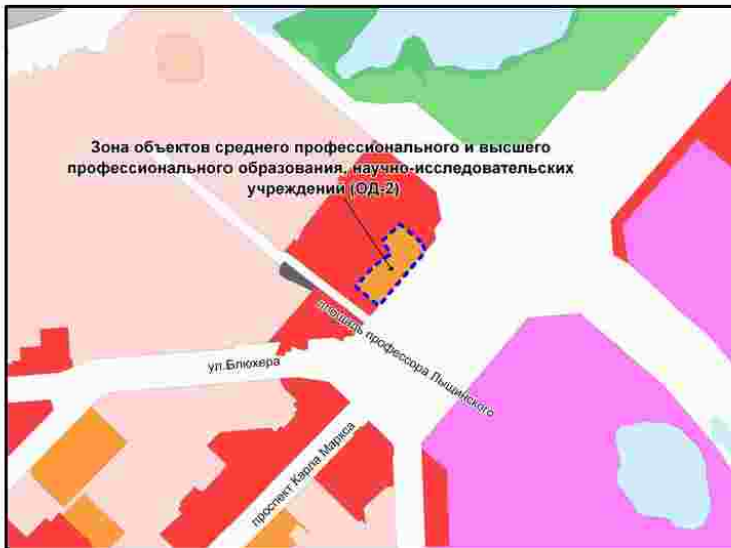 Зона объектов среднего профессионального и высшего
профессионального образования, научно-исследовательских
учреждений (ОД-2)
площадь профессора Лыщинского
ул.Блюхера
проспект Карла Маркса